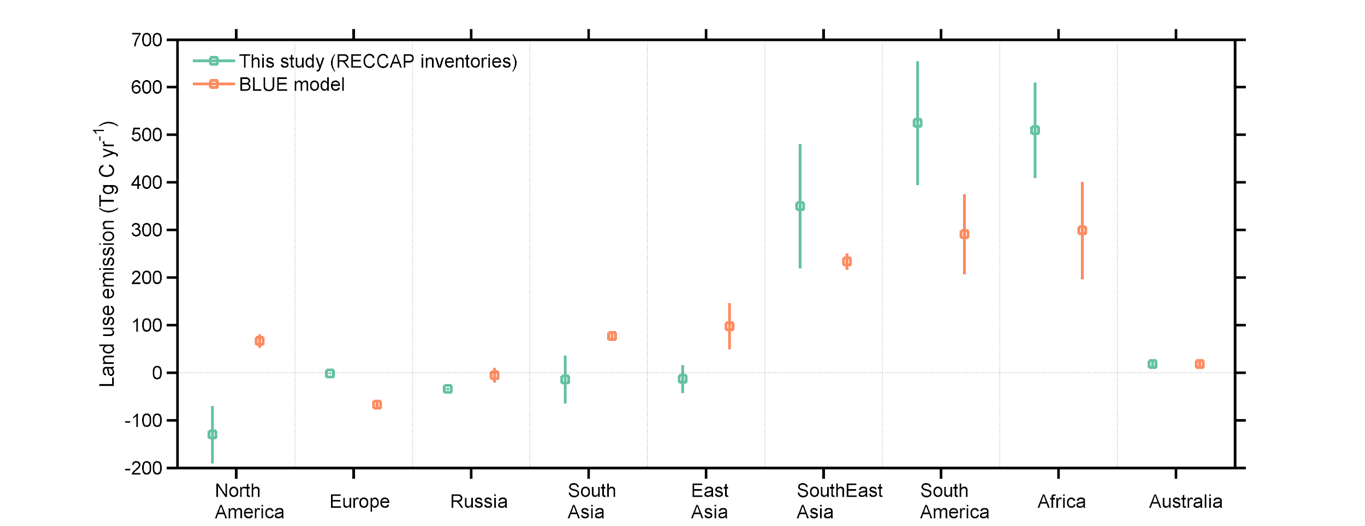 700
600
500
400
300
200
100
0
-100
-200
Land use emission (Tg C yr-1)
This study (RECCAP inventories)
BLUE model
North
America
Europe
Russia
South
Asia
East
Asia
SouthEast
Asia
South
America
Africa
Australia